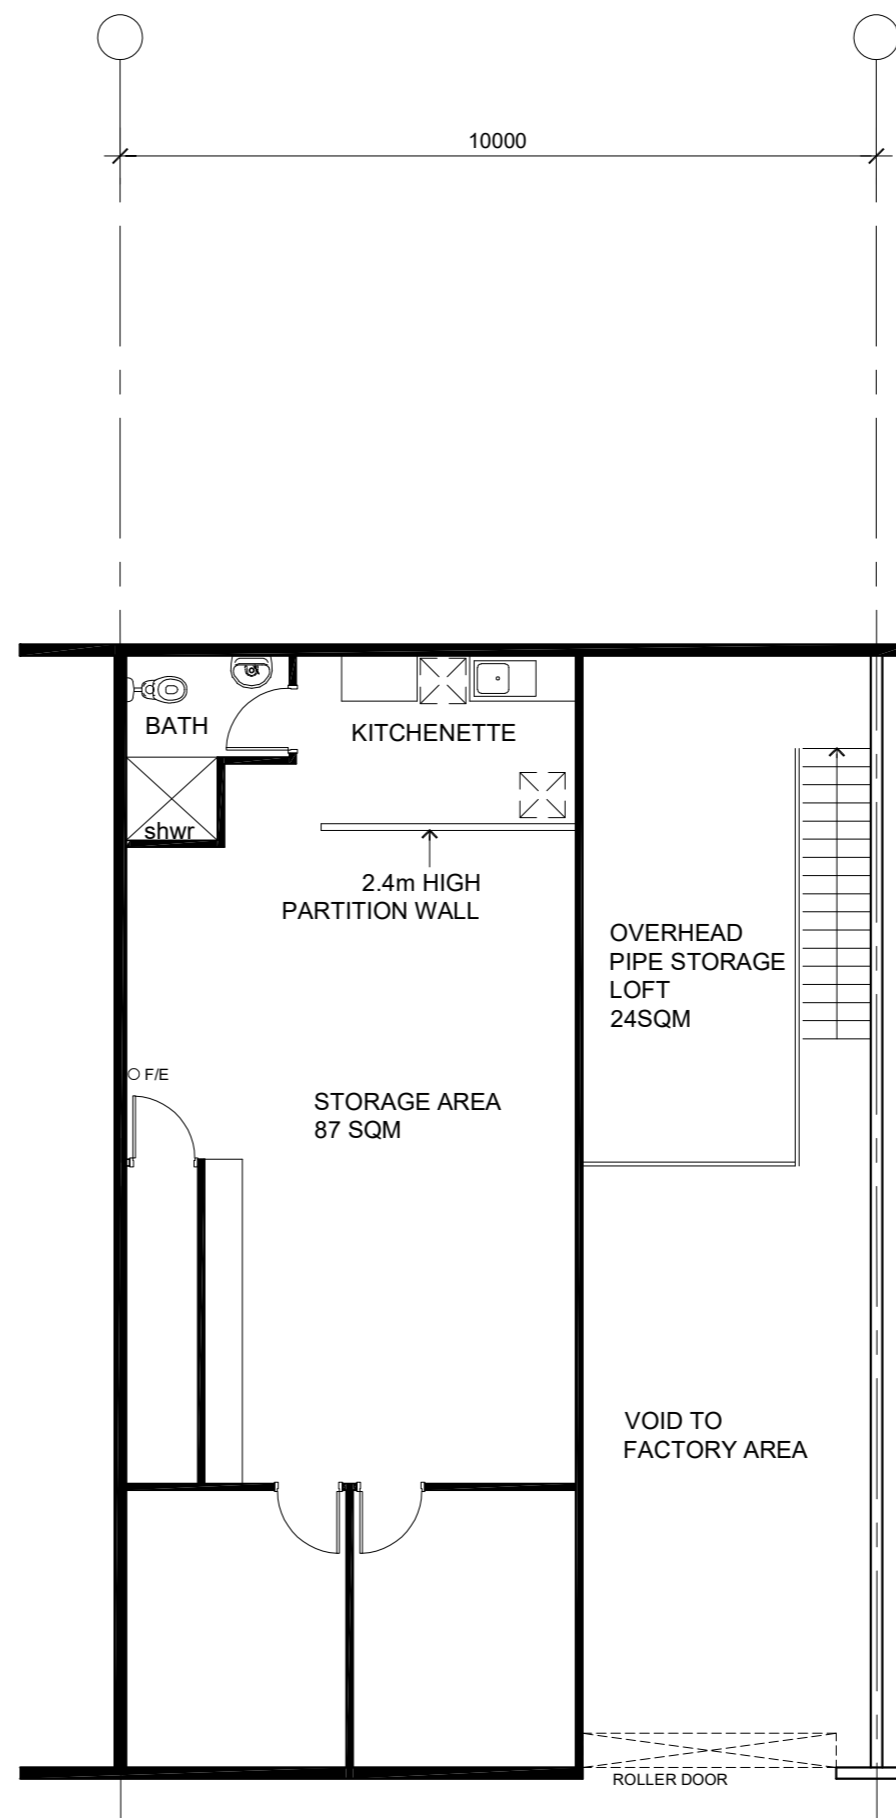 10000
BATH
KITCHENETTE
shwr
2.4m HIGH
PARTITION WALL
OVERHEAD
PIPE STORAGE
LOFT
24SQM
F/E
STORAGE AREA
87 SQM
VOID TO
FACTORY AREA
ROLLER DOOR